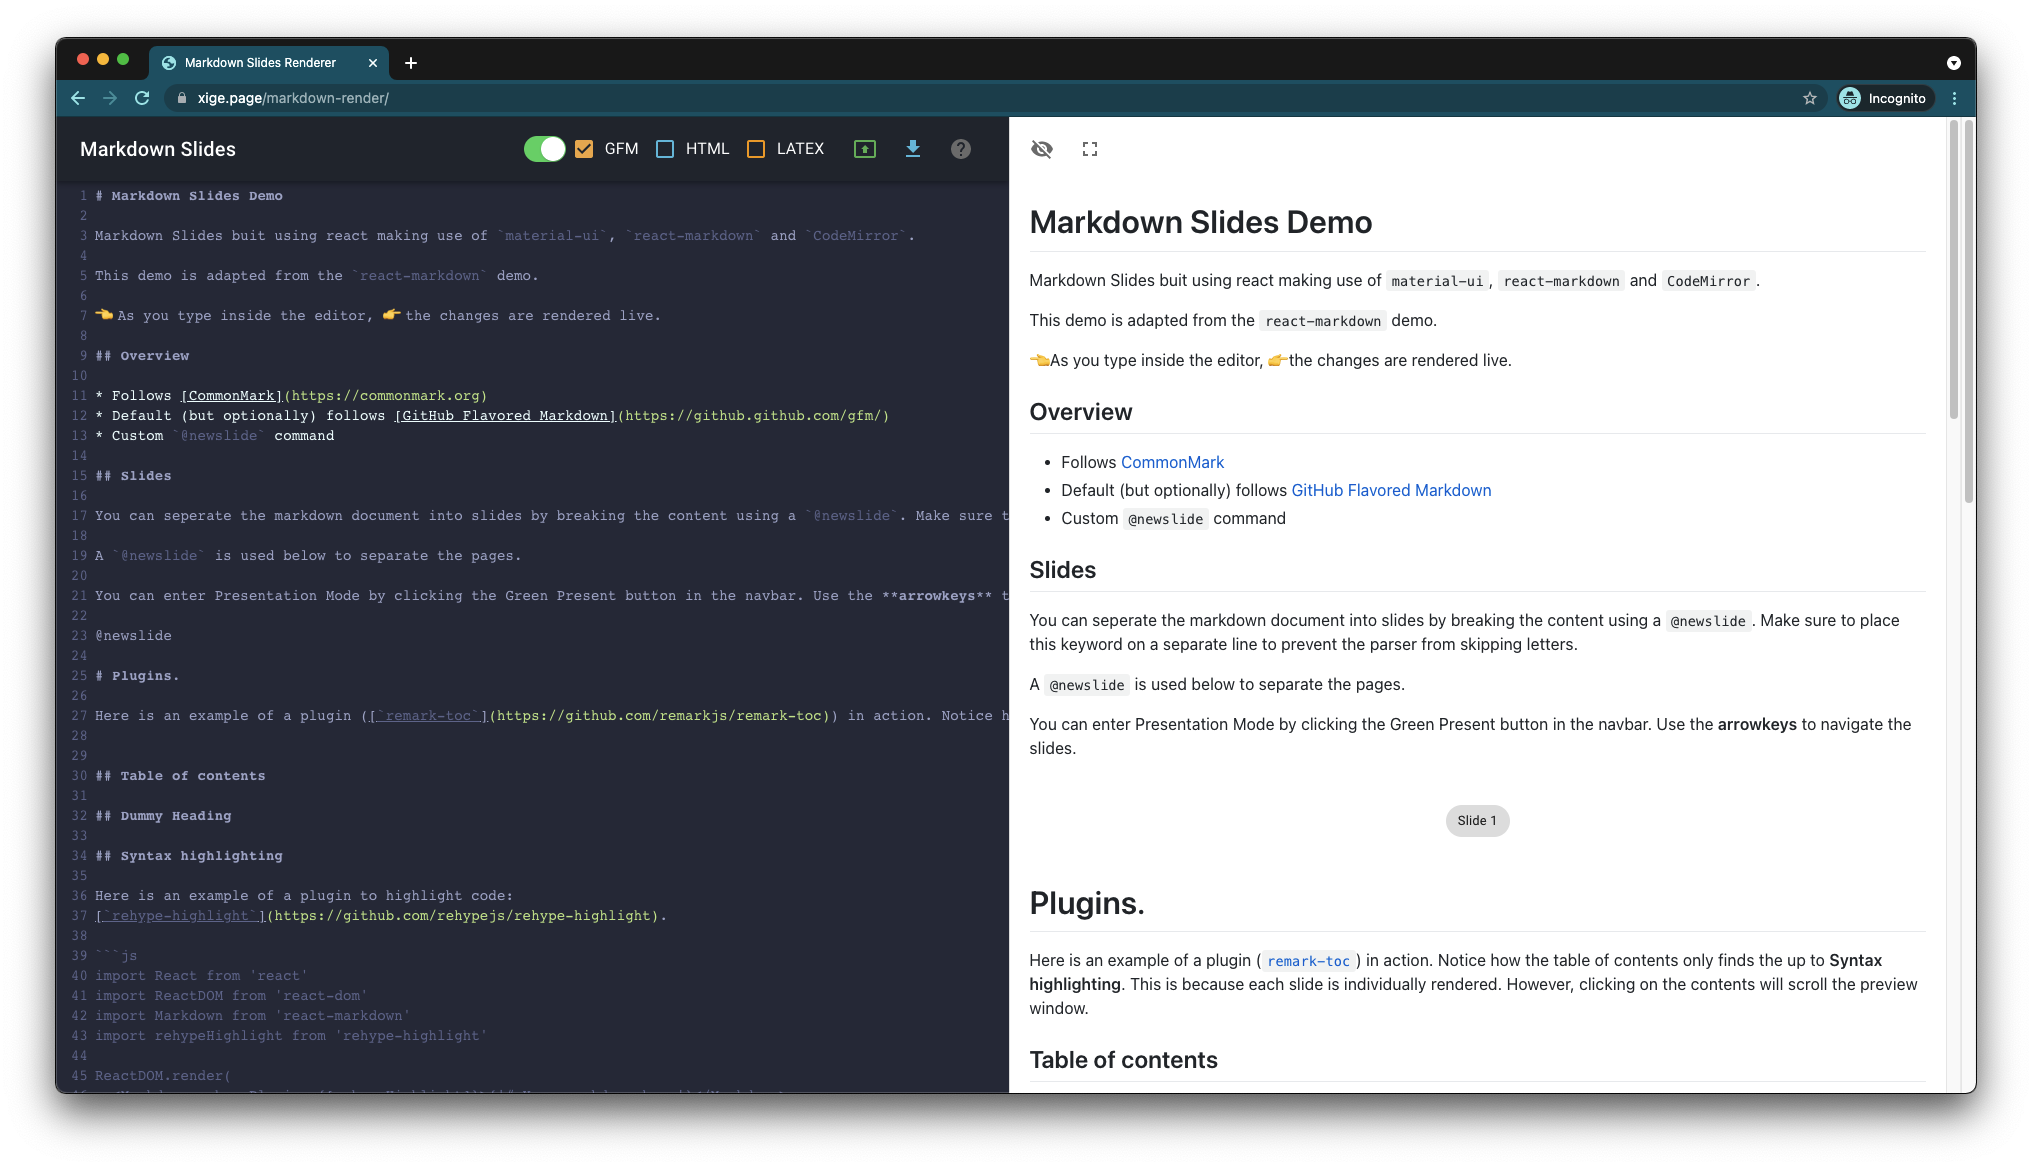 Markdown Slides Renderer
xige.page/markdown-render/
Incognito
Markdown Slides
GFM
HTML
LATEX
1 # Markdown Slides Demo
2
3 Markdown Slides buit using react making use of `material-ui`, `react-markdown` and `CodeMirror`.
4
5 This demo is adapted from the `react-markdown` demo.
6
7 👈 As you type inside the editor, 👉 the changes are rendered live.
8
9 ## Overview
10
11 * Follows [CommonMark](https://commonmark.org)
12 * Default (but optionally) follows [GitHub Flavored Markdown](https://github.github.com/gfm/)
13 * Custom `@newslide` command
14
15 ## Slides
16
17 You can seperate the markdown document into slides by breaking the content using a `@newslide`. Make sure t
18
19 A `@newslide` is used below to separate the pages.
20
21 You can enter Presentation Mode by clicking the Green Present button in the navbar. Use the **arrowkeys** t
22
23 @newslide
24
25 # Plugins.
26
27 Here is an example of a plugin ([`remark-toc`](https://github.com/remarkjs/remark-toc)) in action. Notice h
28
29
30 ## Table of contents
31
32 ## Dummy Heading
33
34 ## Syntax highlighting
35
36 Here is an example of a plugin to highlight code:
37 [`rehype-highlight`](https://github.com/rehypejs/rehype-highlight).
38
39 ```js
40 import React from 'react'
41 import ReactDOM from 'react-dom'
42 import Markdown from 'react-markdown'
43 import rehypeHighlight from 'rehype-highlight'
44
45 ReactDOM.render(
Markdown Slides Demo
Markdown Slides buit using react making use of material-ui, react-markdown and CodeMirror.
This demo is adapted from the react-markdown demo.
👈As you type inside the editor, 👉the changes are rendered live.
Overview
• Follows CommonMark
• Default (but optionally) follows GitHub Flavored Markdown
• Custom @newslide command
Slides
You can seperate the markdown document into slides by breaking the content using a @newslide. Make sure to place
this keyword on a separate line to prevent the parser from skipping letters.
A @newslide is used below to separate the pages.
You can enter Presentation Mode by clicking the Green Present button in the navbar. Use the arrowkeys to navigate the
slides.
Slide 1
Plugins.
Here is an example of a plugin (remark-toc) in action. Notice how the table of contents only finds the up to Syntax
highlighting. This is because each slide is individually rendered. However, clicking on the contents will scroll the preview
window.
Table of contents